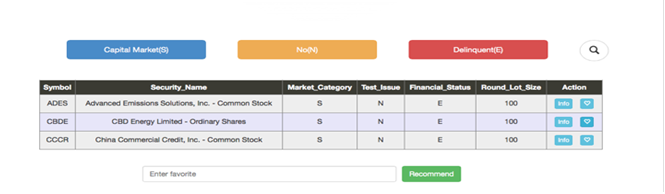 Capital Market(S) No(N) Delinquent(E)
Symbol Security_Name Market_Category Test_Issue Financial_Status Round_Lot_Size Action
ADES Advanced Emissions Solutions, Inc. - Common Stock S N E 100 Info
CBDE CBD Energy Limited - Ordinary Shares S N E 100 Info
CCCR China Commercial Credit, Inc. - Common Stock S N E 100 Info
Enter favorite Recommend